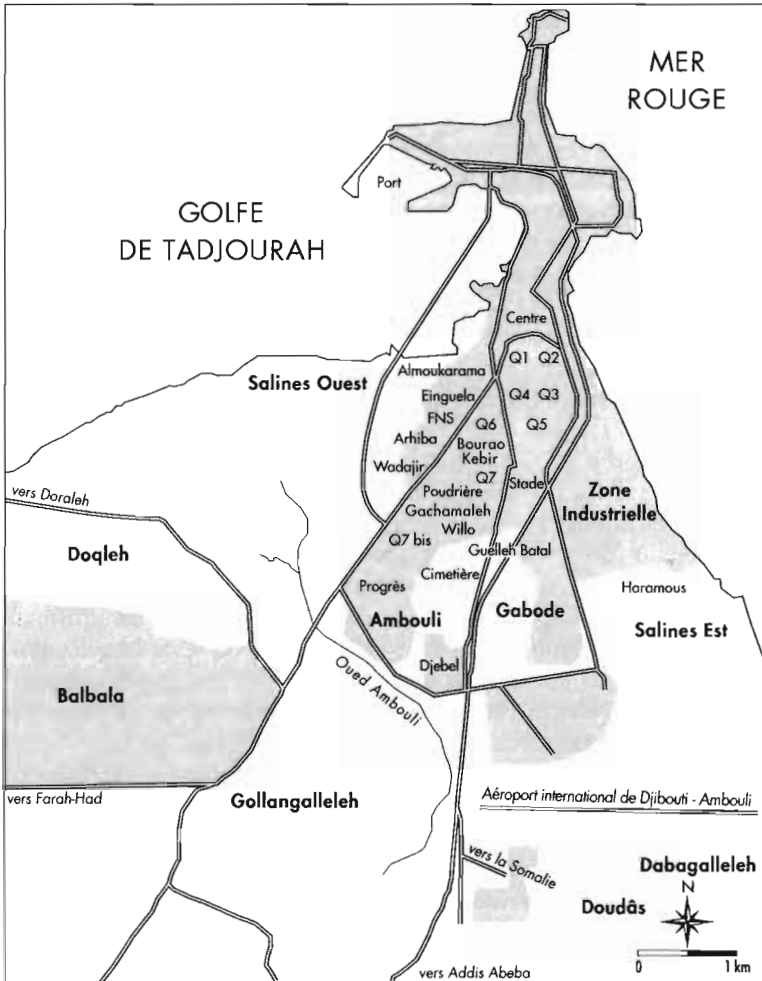 MER
ROUGE
Port
GOLFE
DE TADJOURAH
Centre
Q1 Q2
Almoukarama
Salines Ouest
Einguela
Q4 Q3
FNS
Q6 Q5
Arhiba
Bourao
Kebir
Wadajir
Q7
Stade
Poudrière
Zone
Industrielle
vers Doraleh
Gachamaleh
Willo
Q7 bis
Doqleh
Guelleh Batal
Cimetière
Progrès
Haramous
Ambouli
Gabode
Salines Est
Djebel
Oued Ambouli
Balbala
vers Farah-Had
Gollangalleleh
Aéroport international de Djibouti - Ambouli
vers la Somalie
Dabagalleleh
N
Doudâs
0 1 km
vers Addis Abeba